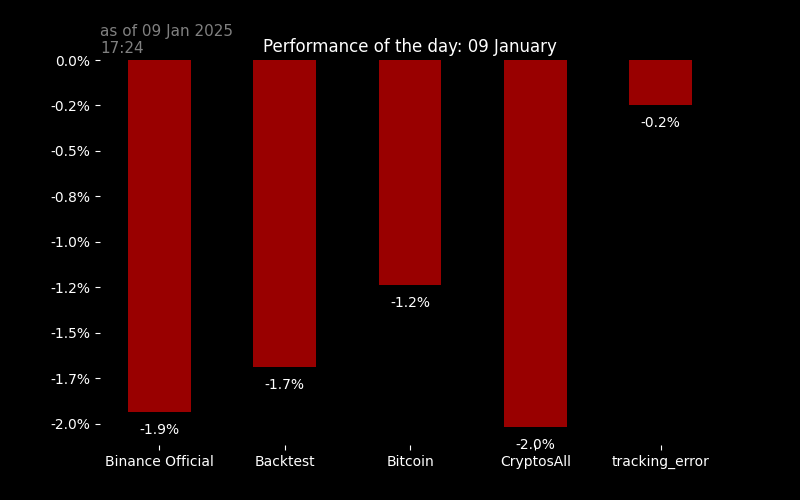 as of 09 Jan 2025
17:24
Performance of the day: 09 January
0.0%
-0.2%
-0.5%
-0.8%
-1.0%
-1.2%
-1.5%
-1.7%
-2.0%
-1.9%
-1.7%
-1.2%
-2.0%
-0.2%
Binance Official
Backtest
Bitcoin
CryptosAll
tracking_error